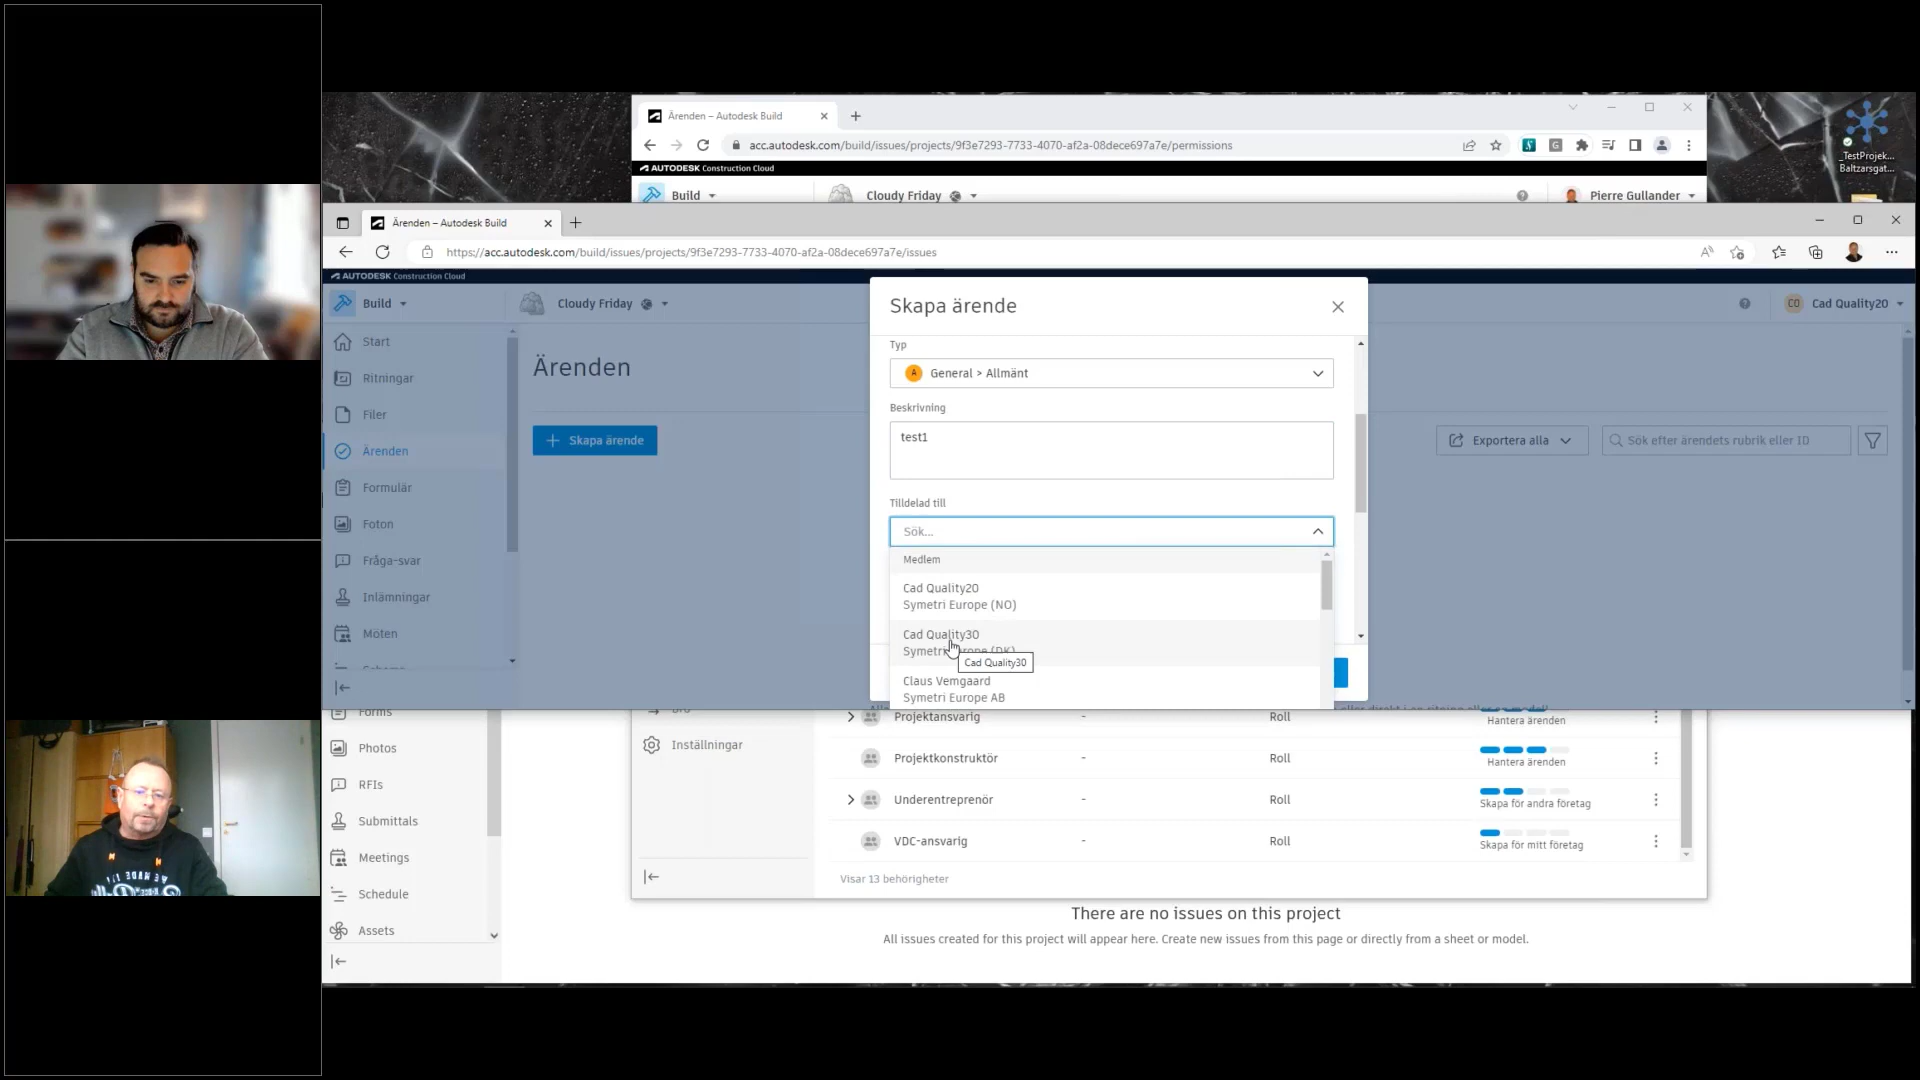 Ärenden – Autodesk Build
acc.autodesk.com/build/issues/projects/9f3e7293-7733-4070-af2a-08dece697a7e/permissions
AUTODESK Construction Cloud
Build
Cloudy Friday
Pierre Gullander
_TestProjek...
Baltzarsgat...
Ärenden – Autodesk Build
https://acc.autodesk.com/build/issues/projects/9f3e7293-7733-4070-af2a-08dece697a7e/issues
AUTODESK Construction Cloud
Build
Cloudy Friday
CQ Cad Quality20
Start
Ritningar
Filer
Ärenden
Formulär
Foton
Fråga-svar
Inlämningar
Möten
Ärenden
Skapa ärende
Exportera alla
Sök efter ärendets rubrik eller ID
Skapa ärende
Typ
A General > Allmänt
Beskrivning
test1
Tilldelad till
Sök...
Medlem
Cad Quality20
Symetri Europe (NO)
Cad Quality30
Symetri Europe (DK)
Cad Quality30
Claus Vemgaard
Symetri Europe AB
Forms
Photos
RFIs
Submittals
Meetings
Schedule
Assets
Bro
Inställningar
Projektansvarig - Roll Hantera ärenden
Projektkonstruktör - Roll Hantera ärenden
Underentreprenör - Roll Skapa för andra företag
VDC-ansvarig - Roll Skapa för mitt företag
Visar 13 behörigheter
There are no issues on this project
All issues created for this project will appear here. Create new issues from this page or directly from a sheet or model.